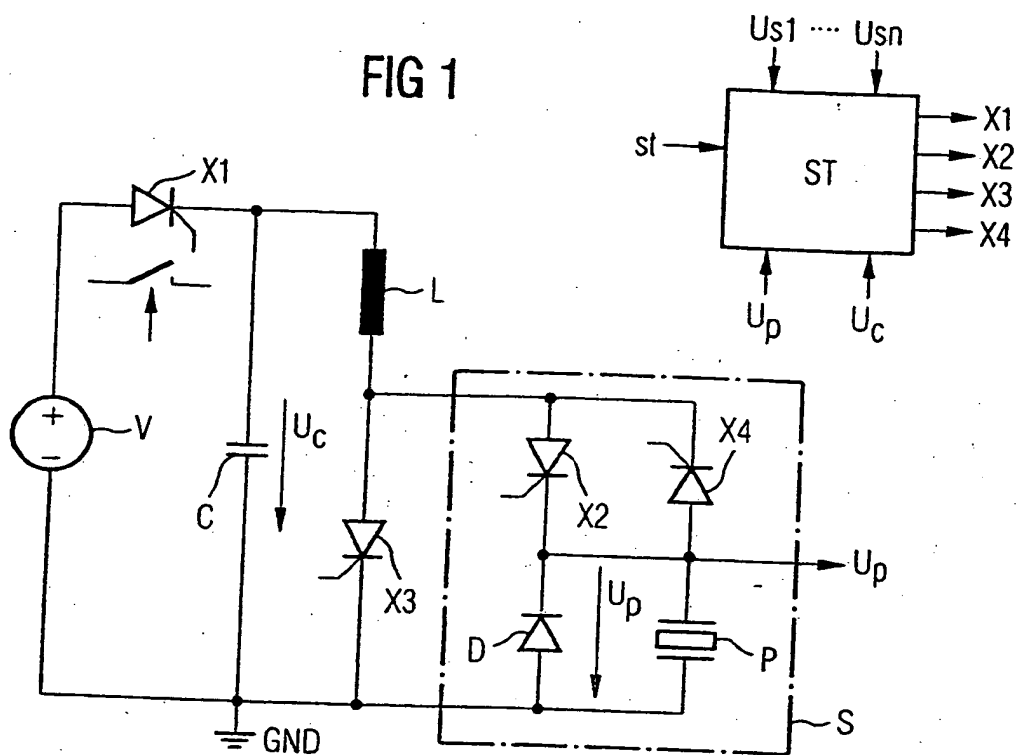 FIG 1
Us1 ···· Usn
st
ST
X1
X2
X3
X4
Up
Uc
X1
L
+
V
−
Uc
C
X3
X2
X4
Up
Up
D
P
S
GND